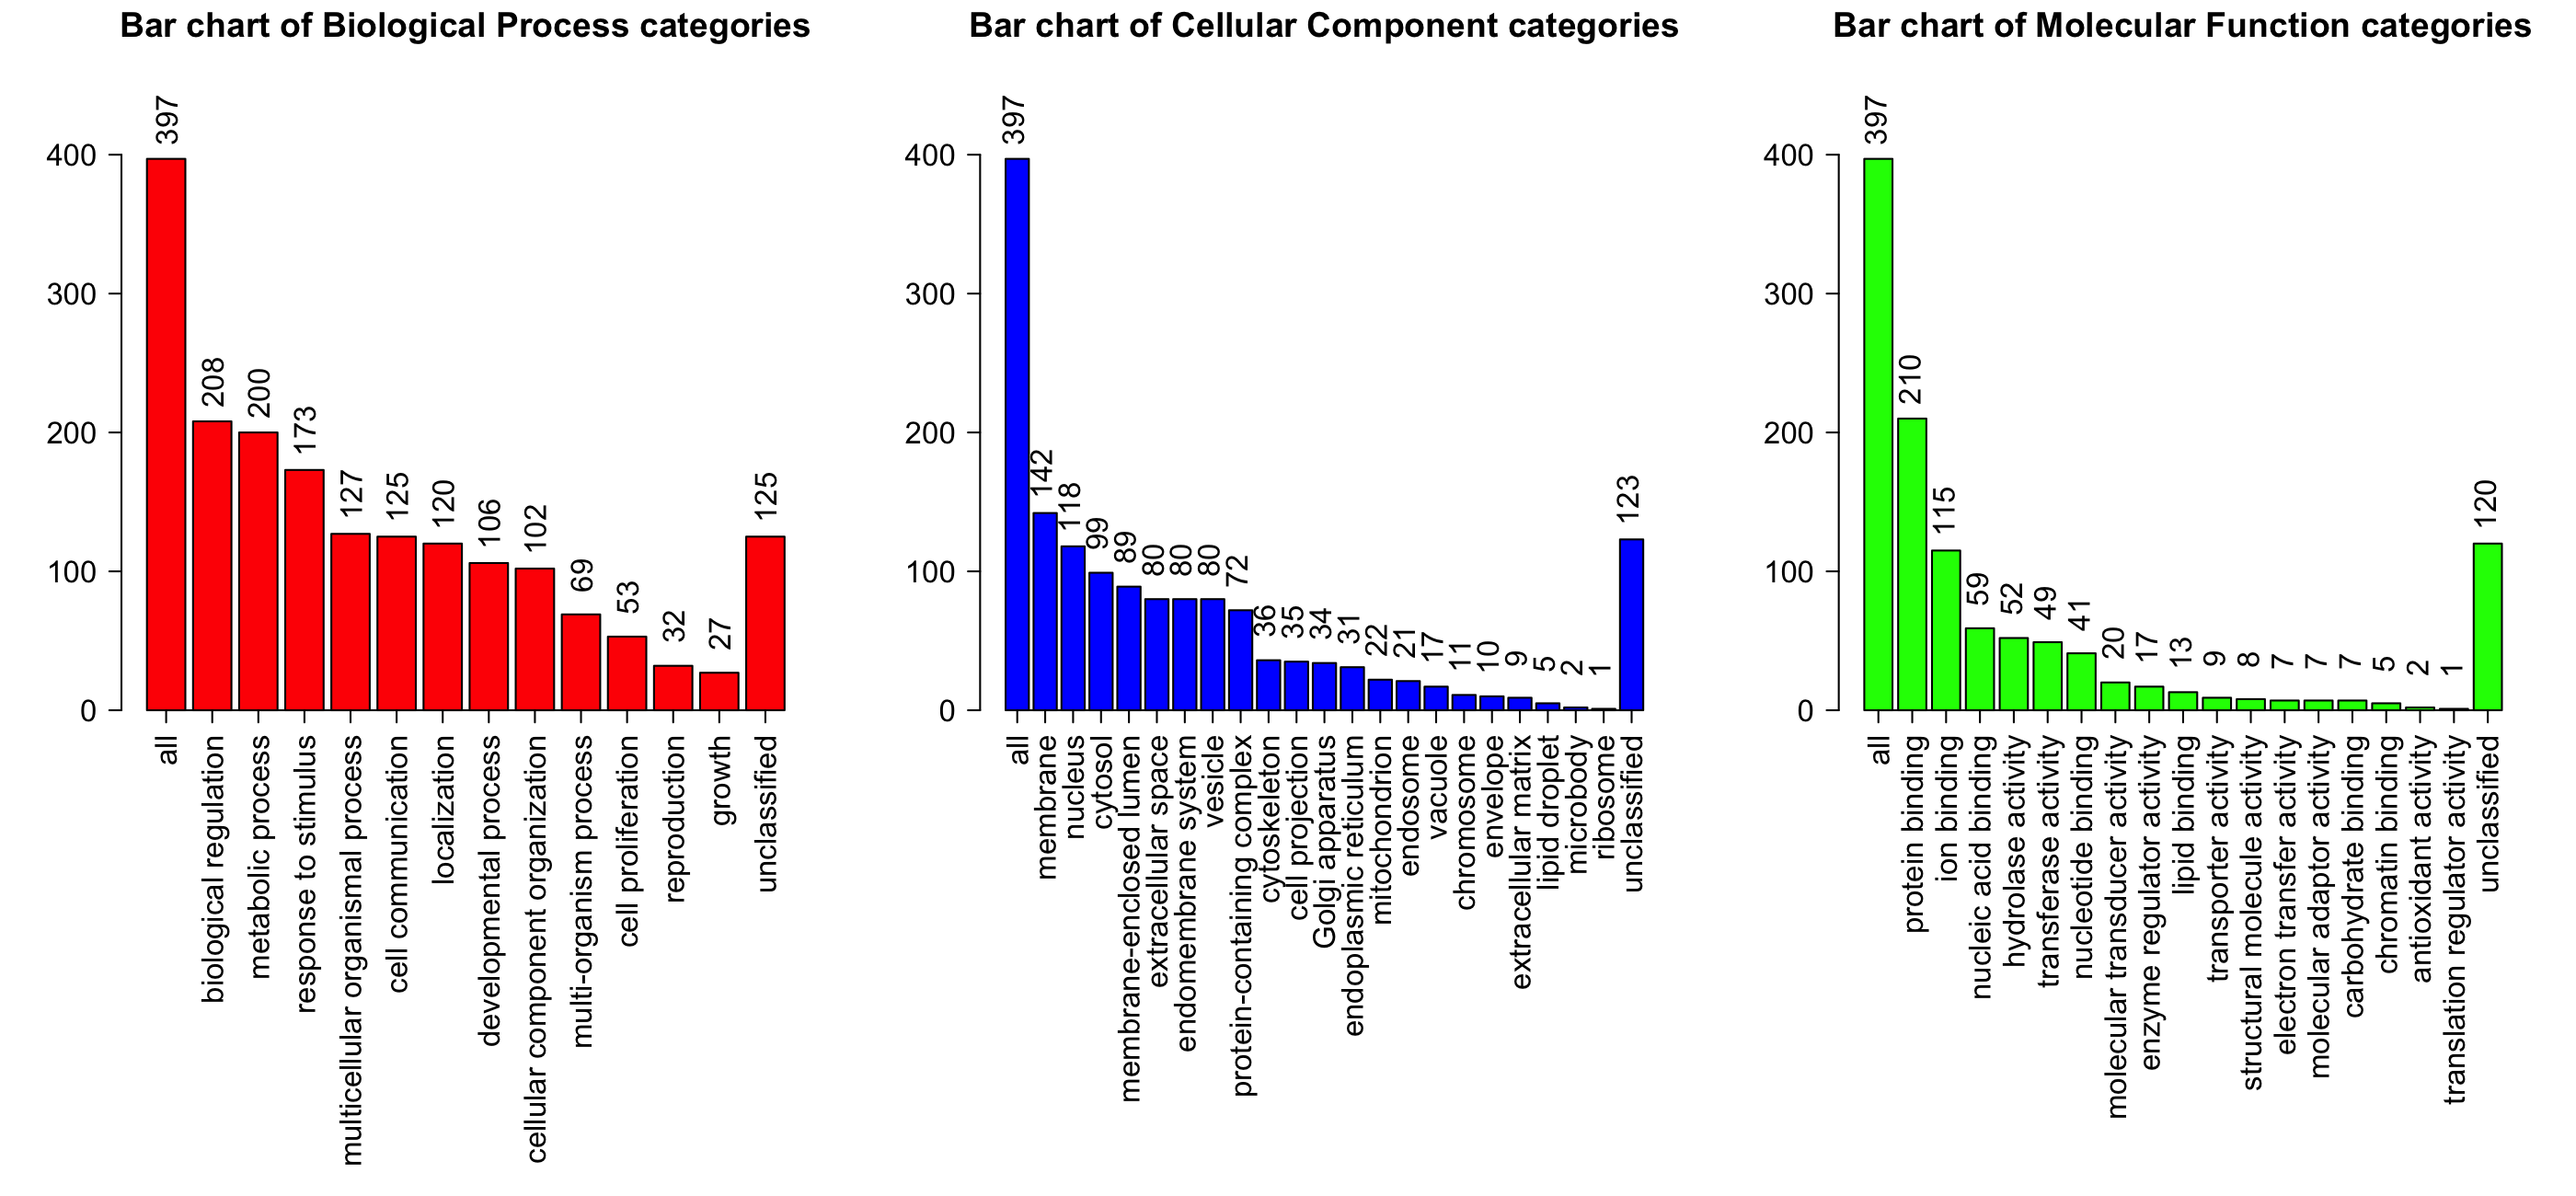 Bar chart of Biological Process categories
400
300
200
100
0
397
208
200
173
127
125
120
106
102
69
53
32
27
125
all
biological regulation
metabolic process
response to stimulus
multicellular organismal process
cell communication
localization
developmental process
cellular component organization
multi-organism process
cell proliferation
reproduction
growth
unclassified
Bar chart of Cellular Component categories
400
300
200
100
0
397
142
118
99
89
80
80
80
72
36
35
34
31
22
21
17
11
10
9
5
2
1
123
all
membrane
nucleus
cytosol
membrane-enclosed lumen
extracellular space
endomembrane system
vesicle
protein-containing complex
cytoskeleton
cell projection
Golgi apparatus
endoplasmic reticulum
mitochondrion
endosome
vacuole
chromosome
envelope
extracellular matrix
lipid droplet
microbody
ribosome
unclassified
Bar chart of Molecular Function categories
400
300
200
100
0
397
210
115
59
52
49
41
20
17
13
9
8
7
7
7
5
2
1
120
all
protein binding
ion binding
nucleic acid binding
hydrolase activity
transferase activity
nucleotide binding
molecular transducer activity
enzyme regulator activity
lipid binding
transporter activity
structural molecule activity
electron transfer activity
molecular adaptor activity
carbohydrate binding
chromatin binding
antioxidant activity
translation regulator activity
unclassified